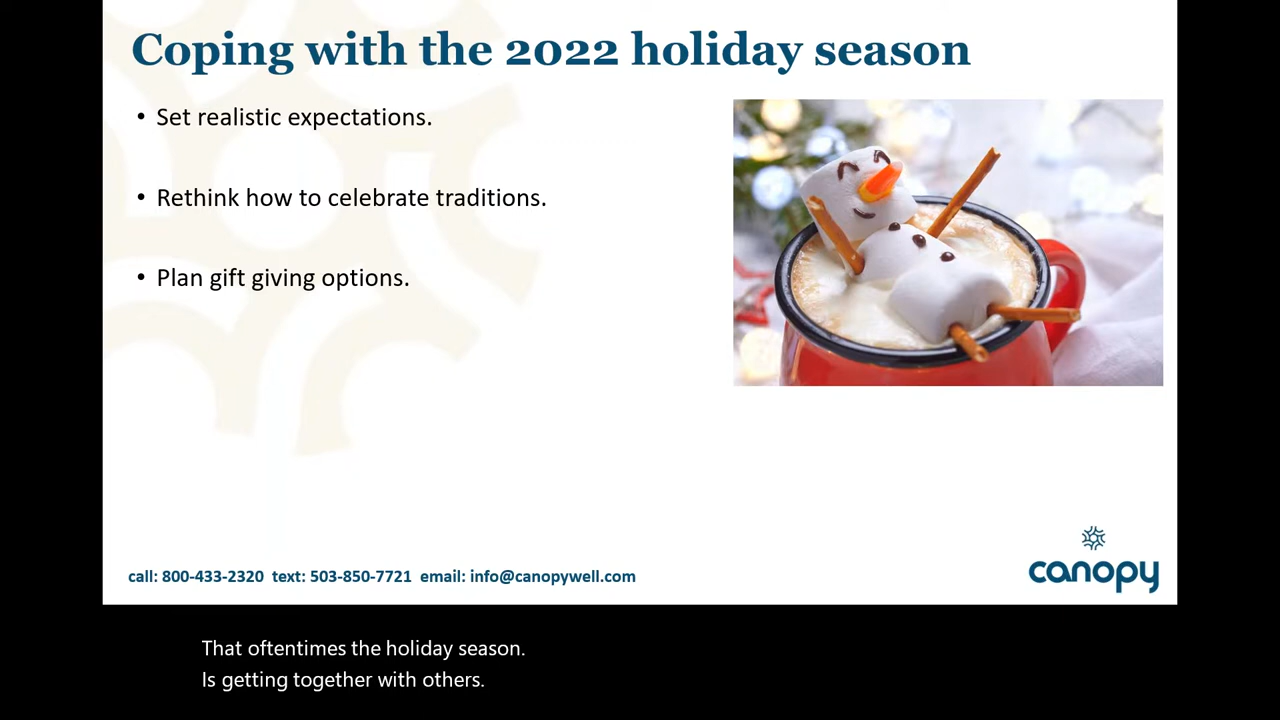 Coping with the 2022 holiday season
• Set realistic expectations.
• Rethink how to celebrate traditions.
• Plan gift giving options.
call: 800-433-2320 text: 503-850-7721 email: info@canopywell.com
canopy
That oftentimes the holiday season.
Is getting together with others.